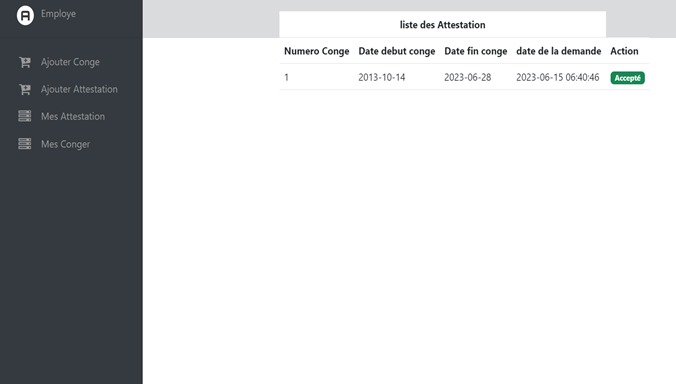 Employe
Ajouter Conge
Ajouter Attestation
Mes Attestation
Mes Conger
liste des Attestation
Numero Conge Date debut conge Date fin conge date de la demande Action
1 2013-10-14 2023-06-28 2023-06-15 06:40:46 Accepté